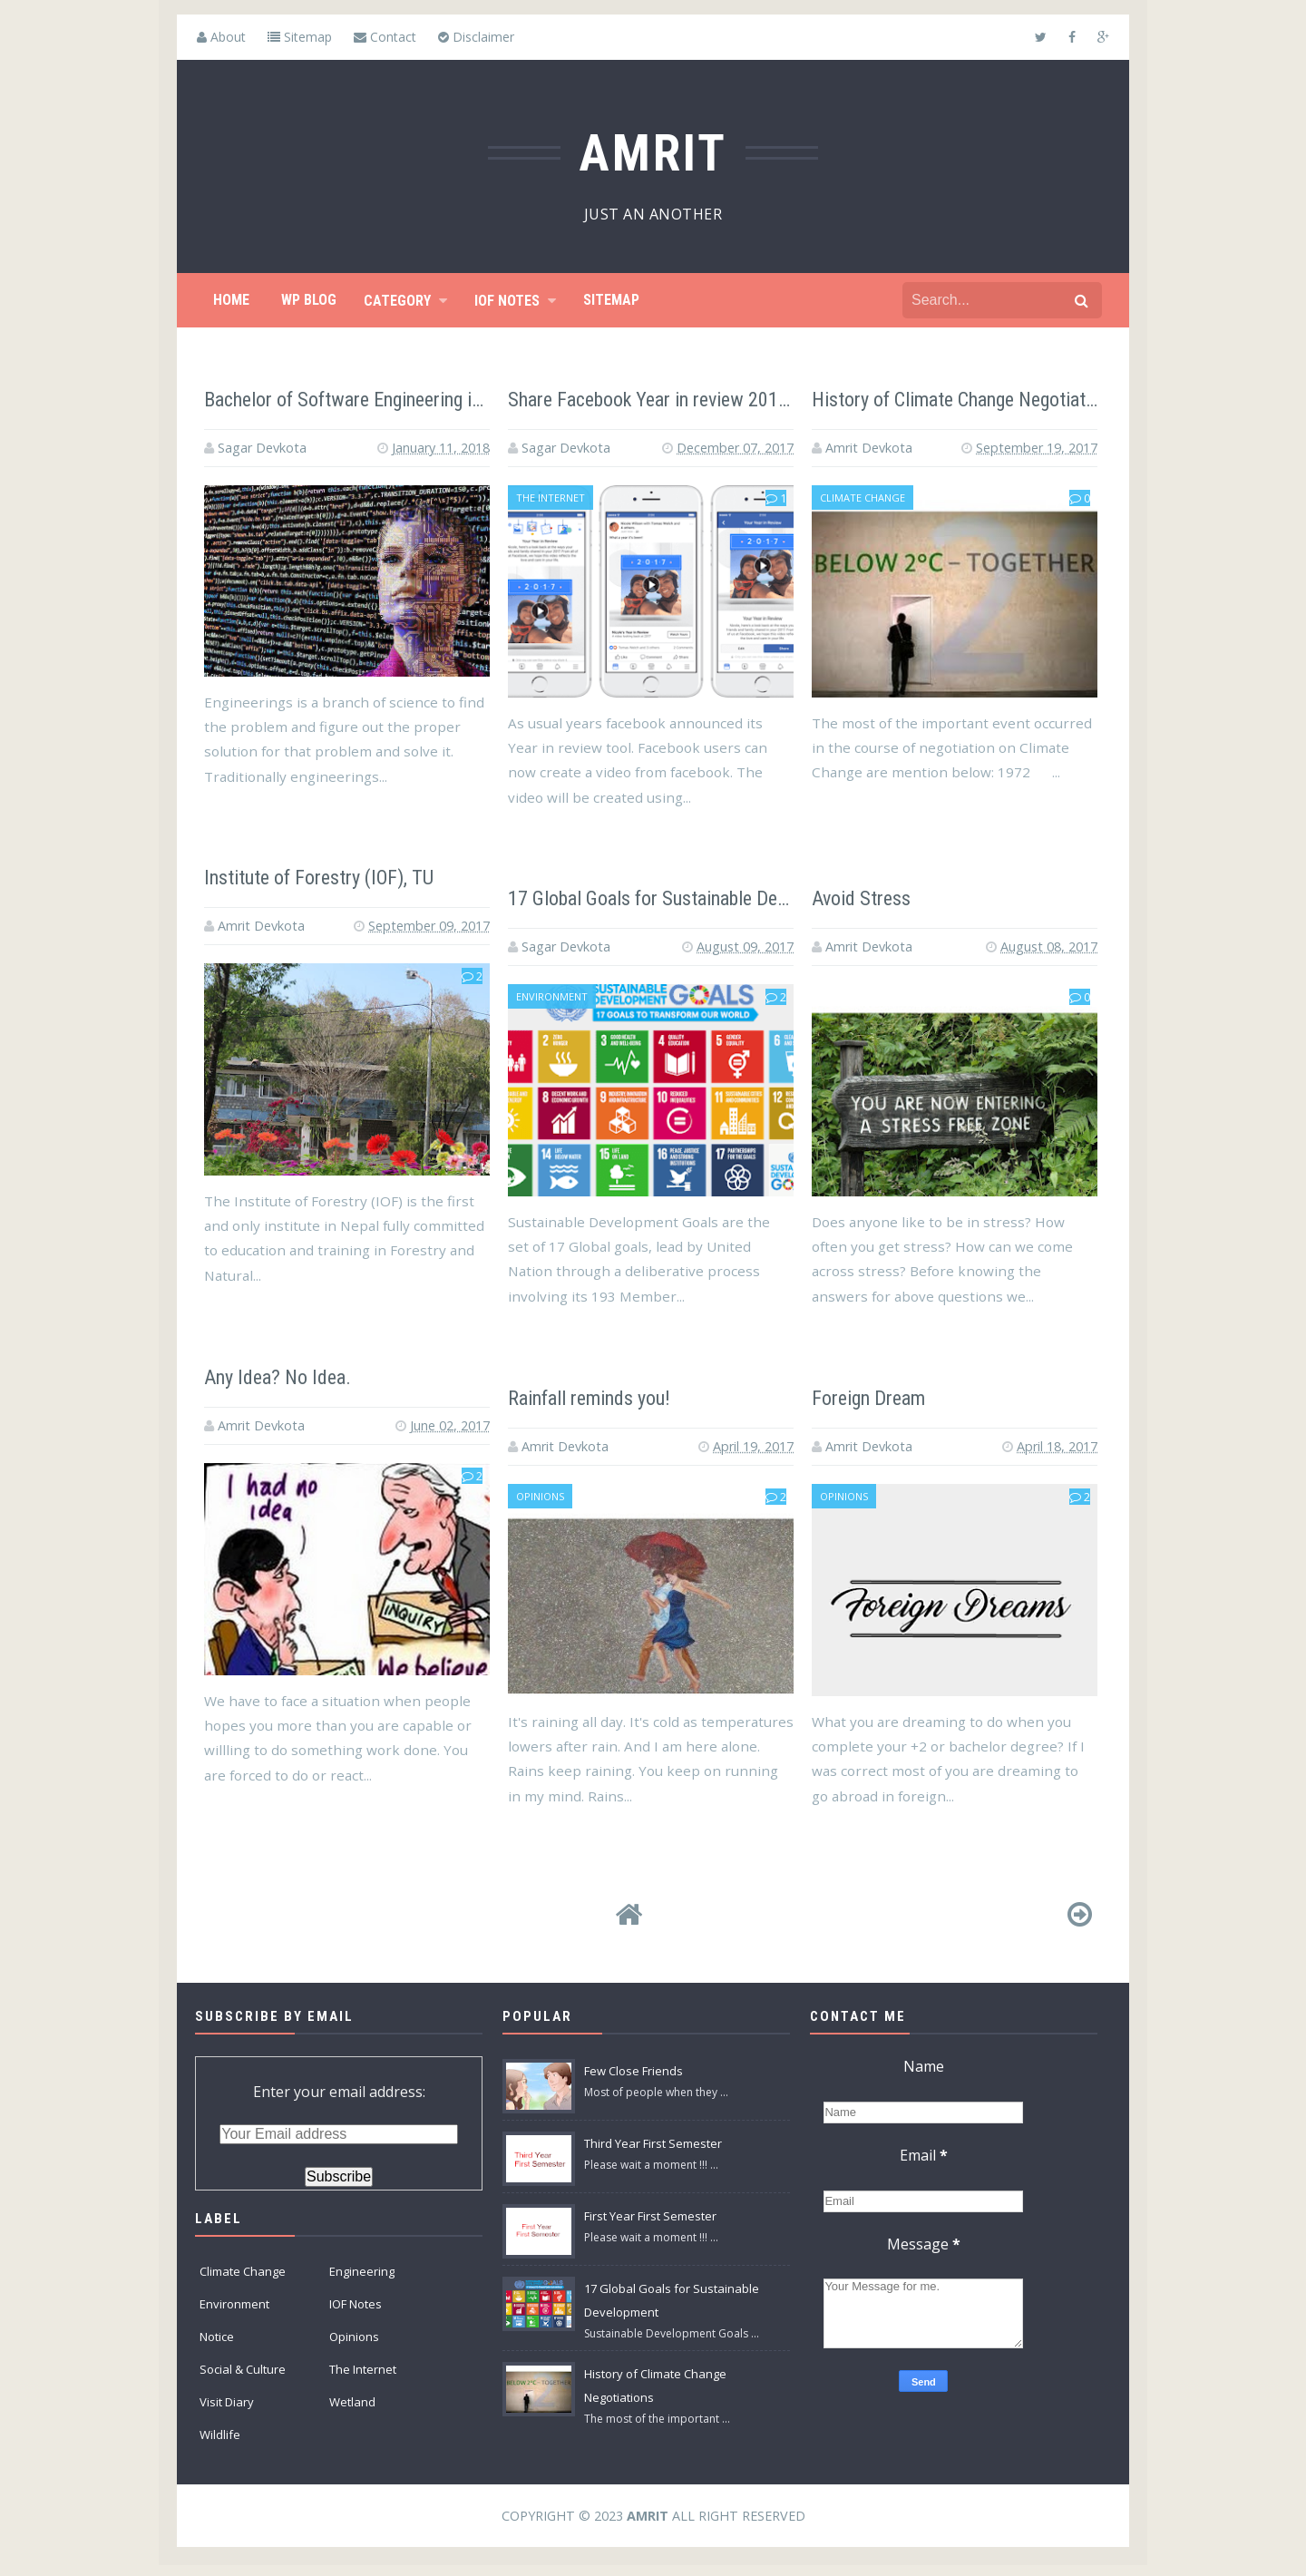 About Sitemap Contact Disclaimer
AMRIT
JUST AN ANOTHER
HOME WP BLOG CATEGORY IOF NOTES SITEMAP Search...
Bachelor of Software Engineering i...
Sagar Devkota January 11, 2018
Engineerings is a branch of science to find
the problem and figure out the proper
solution for that problem and solve it.
Traditionally engineerings...
Share Facebook Year in review 201...
Sagar Devkota December 07, 2017
THE INTERNET 1
As usual years facebook announced its
Year in review tool. Facebook users can
now create a video from facebook. The
video will be created using...
History of Climate Change Negotiat...
Amrit Devkota September 19, 2017
CLIMATE CHANGE 0
BELOW 2°C – TOGETHER
The most of the important event occurred
in the course of negotiation on Climate
Change are mention below: 1972 ...
Institute of Forestry (IOF), TU
Amrit Devkota September 09, 2017
2
The Institute of Forestry (IOF) is the first
and only institute in Nepal fully committed
to education and training in Forestry and
Natural...
17 Global Goals for Sustainable De...
Sagar Devkota August 09, 2017
ENVIRONMENT 2
SUSTAINABLE
DEVELOPMENT GOALS
17 GOALS TO TRANSFORM OUR WORLD
Sustainable Development Goals are the
set of 17 Global goals, lead by United
Nation through a deliberative process
involving its 193 Member...
Avoid Stress
Amrit Devkota August 08, 2017
0
YOU ARE NOW ENTERING
A STRESS FREE ZONE
Does anyone like to be in stress? How
often you get stress? How can we come
across stress? Before knowing the
answers for above questions we...
Any Idea? No Idea.
Amrit Devkota June 02, 2017
2
I had no
idea
INQUIRY
We believe
We have to face a situation when people
hopes you more than you are capable or
willling to do something work done. You
are forced to do or react...
Rainfall reminds you!
Amrit Devkota April 19, 2017
OPINIONS 2
It's raining all day. It's cold as temperatures
lowers after rain. And I am here alone.
Rains keep raining. You keep on running
in my mind. Rains...
Foreign Dream
Amrit Devkota April 18, 2017
OPINIONS 2
Foreign Dreams
What you are dreaming to do when you
complete your +2 or bachelor degree? If I
was correct most of you are dreaming to
go abroad in foreign...
SUBSCRIBE BY EMAIL
Enter your email address:
Your Email address
Subscribe
LABEL
Climate Change Engineering
Environment IOF Notes
Notice Opinions
Social & Culture The Internet
Visit Diary Wetland
Wildlife
POPULAR
Few Close Friends
Most of people when they ...
Third Year
First Semester
Third Year First Semester
Please wait a moment !!! ...
First Year
First Semester
First Year First Semester
Please wait a moment !!! ...
17 Global Goals for Sustainable
Development
Sustainable Development Goals ...
BELOW 2°C – TOGETHER
History of Climate Change
Negotiations
The most of the important ...
CONTACT ME
Name
Name
Email *
Email
Message *
Your Message for me.
Send
COPYRIGHT © 2023 AMRIT ALL RIGHT RESERVED